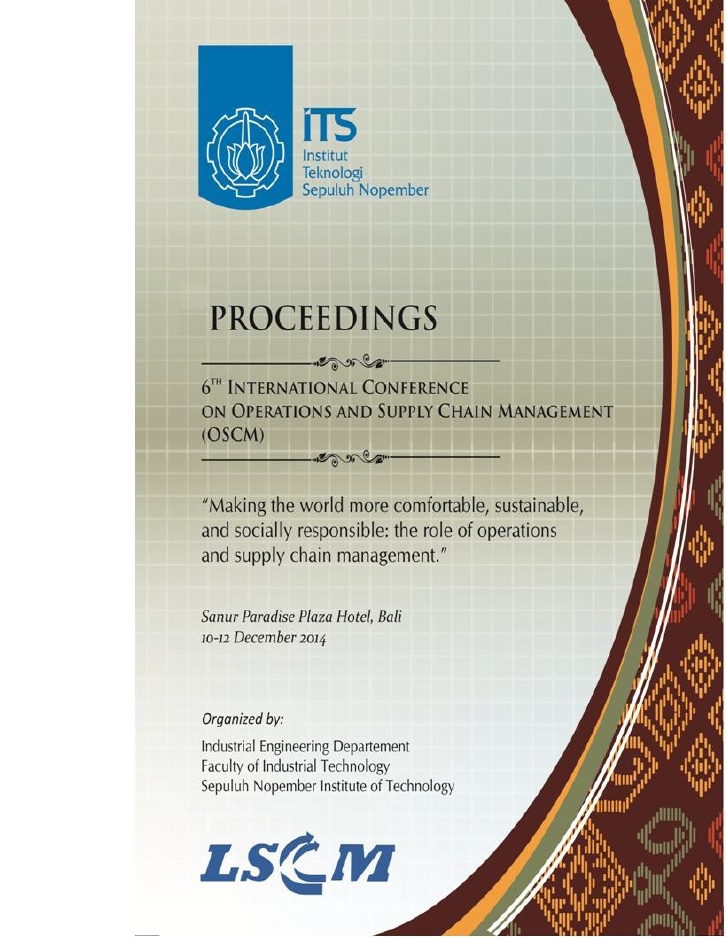 iTS
Institut
Teknologi
Sepuluh Nopember
PROCEEDINGS
6TH INTERNATIONAL CONFERENCE
ON OPERATIONS AND SUPPLY CHAIN MANAGEMENT
(OSCM)
“Making the world more comfortable, sustainable,
and socially responsible: the role of operations
and supply chain management.”
Sanur Paradise Plaza Hotel, Bali
10-12 December 2014
Organized by:
Industrial Engineering Departement
Faculty of Industrial Technology
Sepuluh Nopember Institute of Technology
LSCM